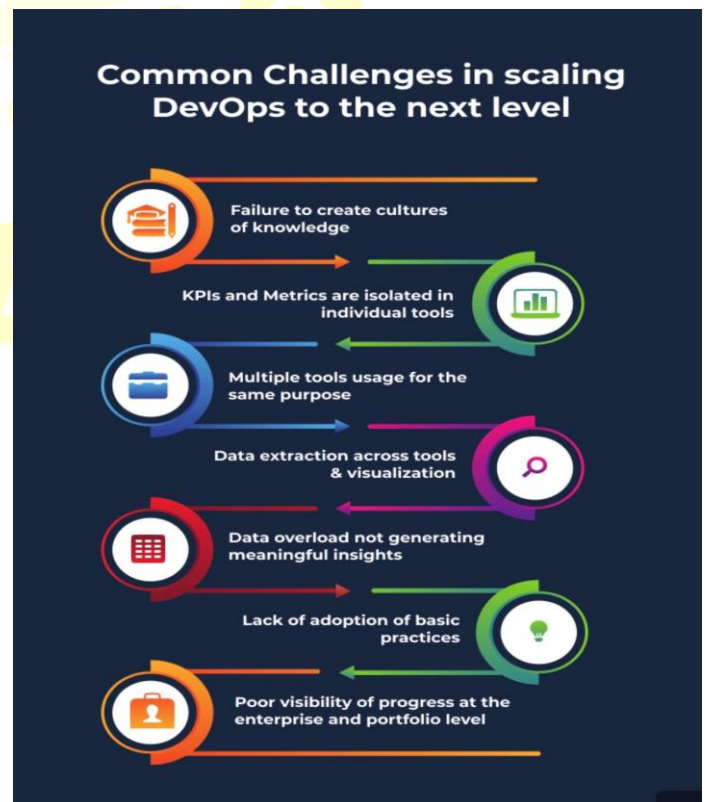 Common Challenges in scaling
DevOps to the next level
Failure to create cultures
of knowledge
KPIs and Metrics are isolated in
individual tools
Multiple tools usage for the
same purpose
Data extraction across tools
& visualization
Data overload not generating
meaningful insights
Lack of adoption of basic
practices
Poor visibility of progress at the
enterprise and portfolio level